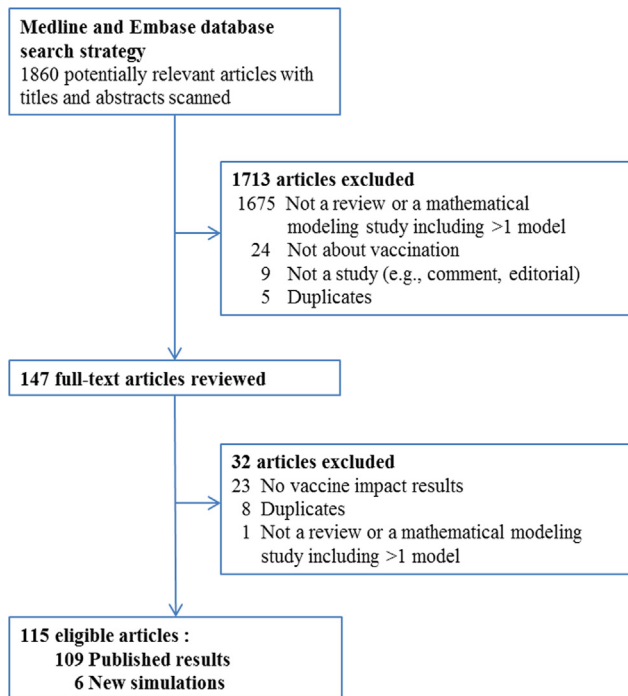 Medline and Embase database
search strategy
1860 potentially relevant articles with
titles and abstracts scanned
1713 articles excluded
1675 Not a review or a mathematical
modeling study including >1 model
24 Not about vaccination
9 Not a study (e.g., comment, editorial)
5 Duplicates
147 full-text articles reviewed
32 articles excluded
23 No vaccine impact results
8 Duplicates
1 Not a review or a mathematical modeling
study including >1 model
115 eligible articles :
109 Published results
6 New simulations